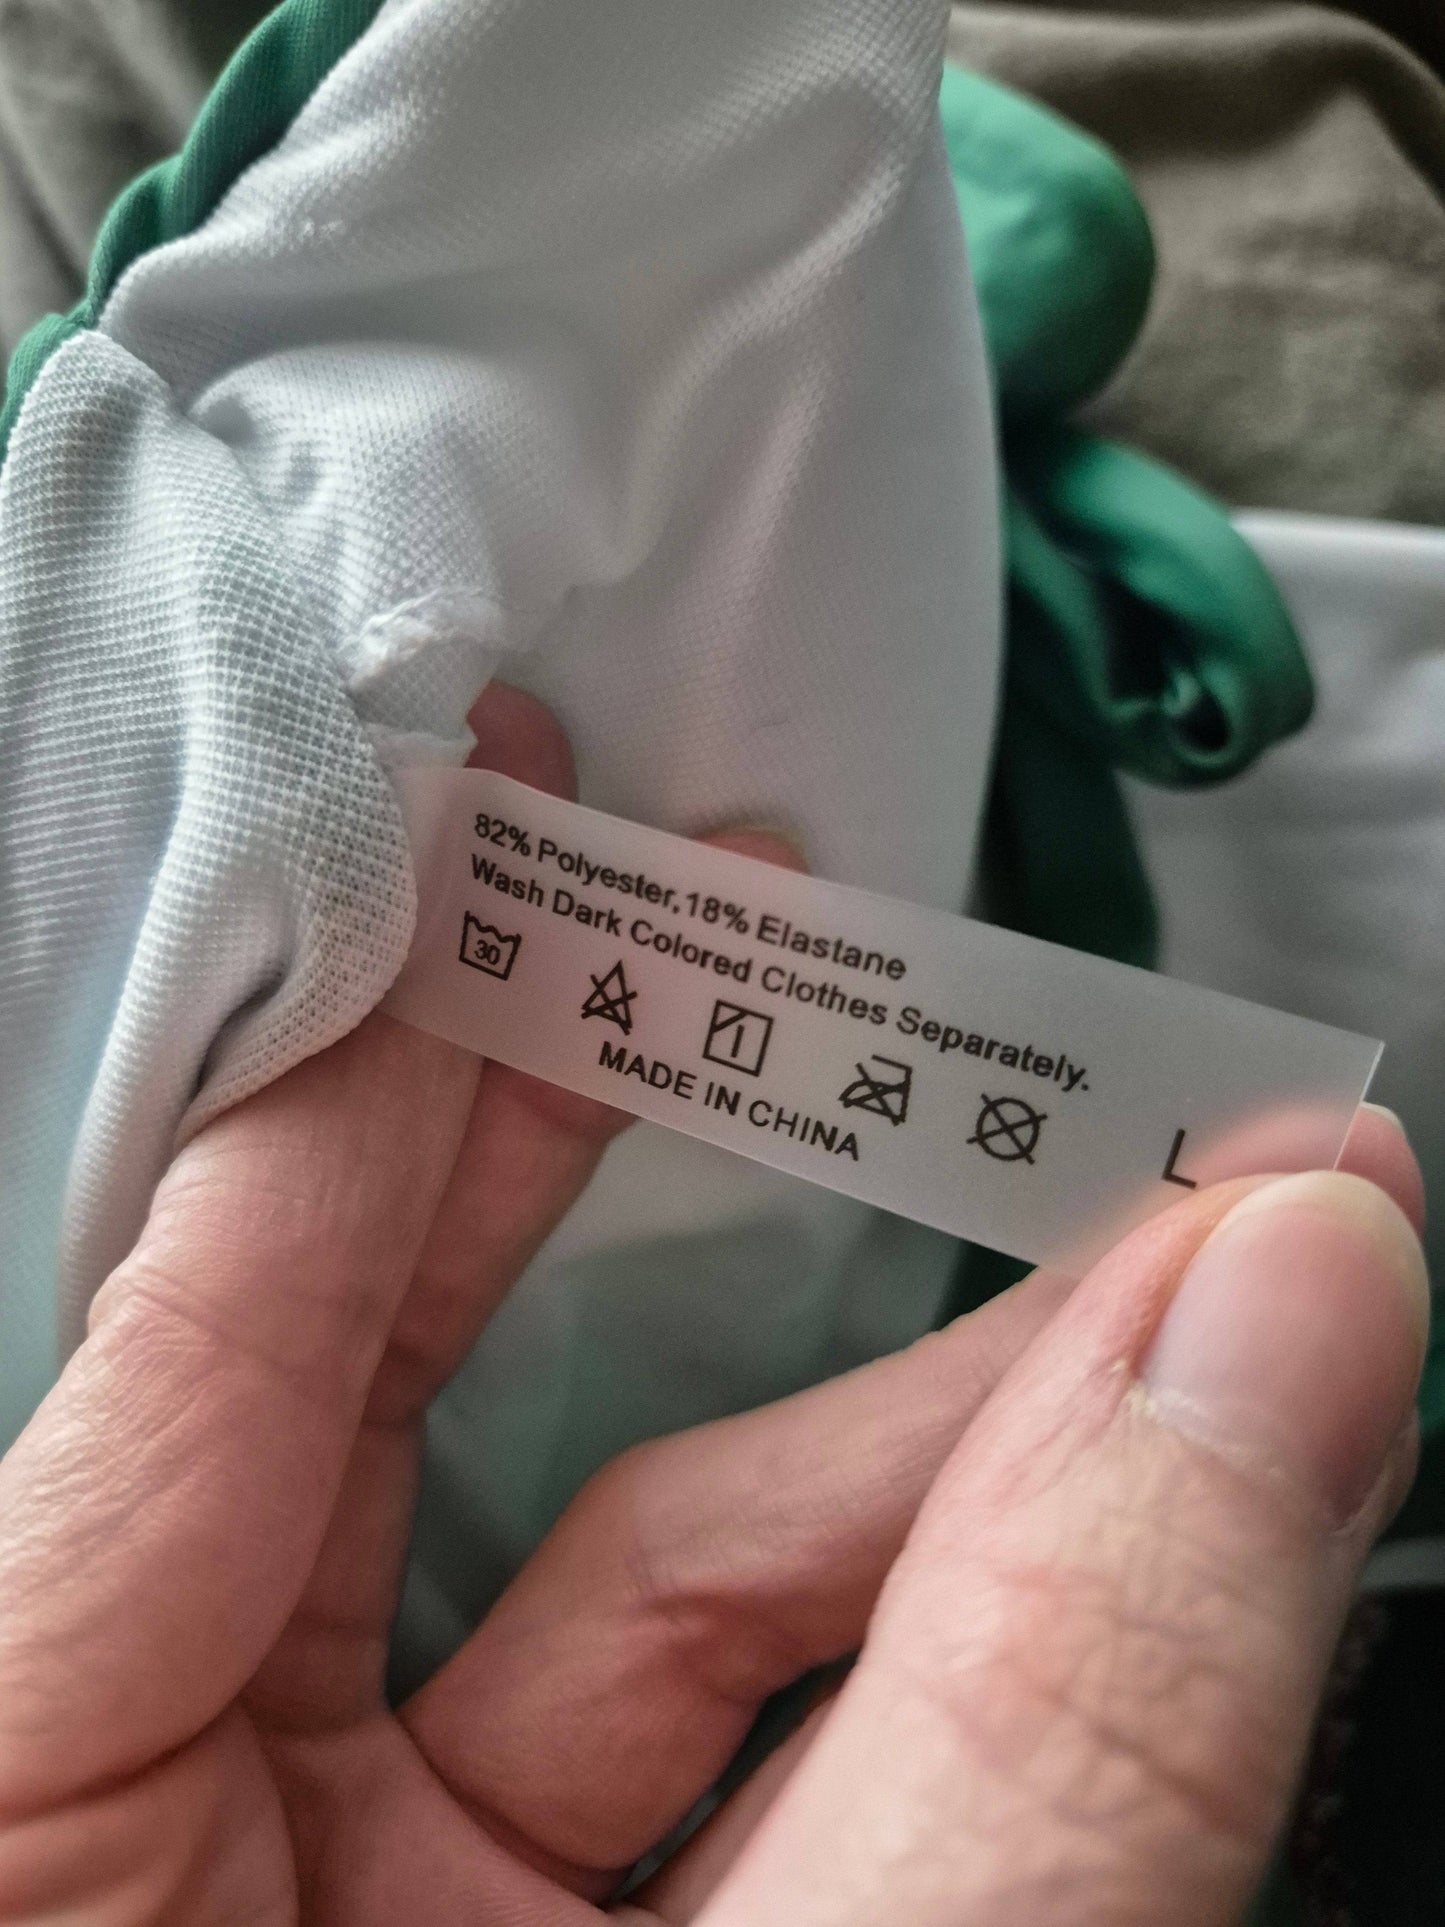 82% Polyester,18% Elastane
Wash Dark Colored Clothes Separately.
30
MADE IN CHINA
L